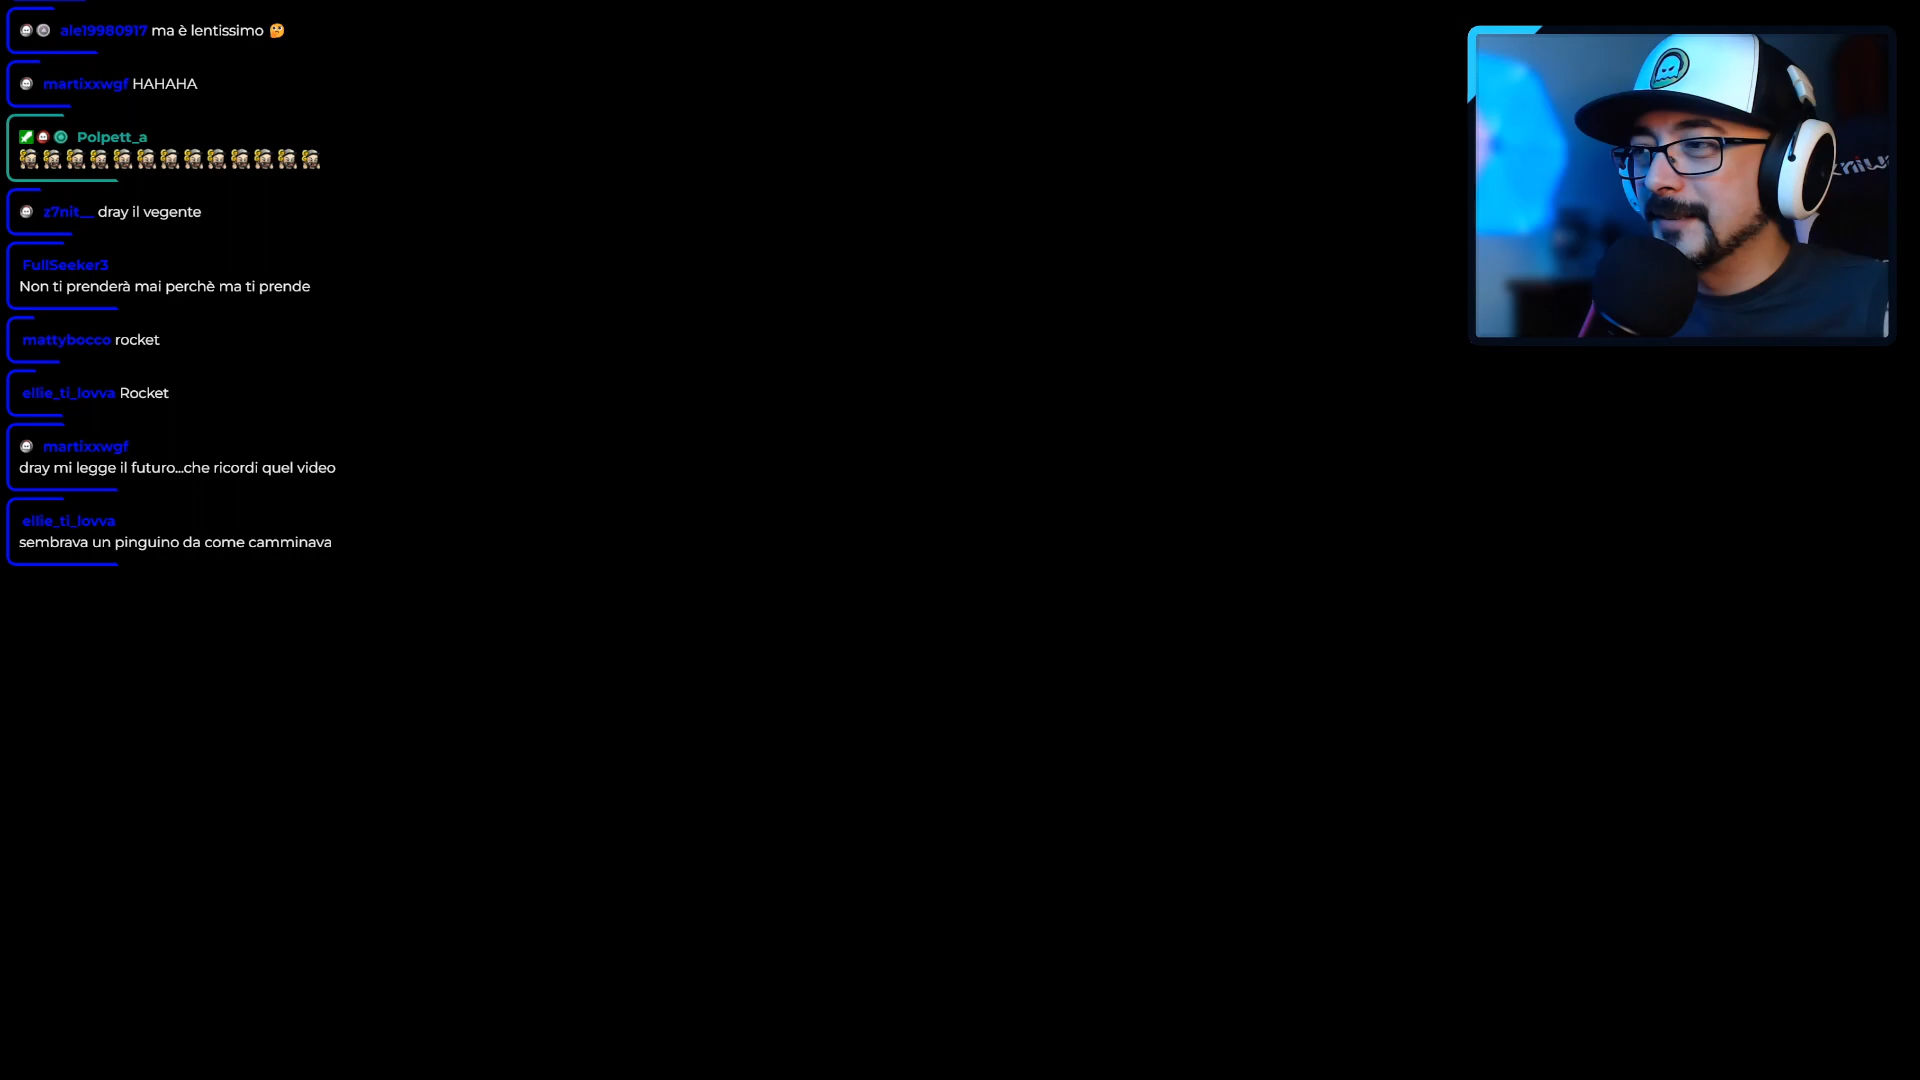 ale19980917 ma è lentissimo 🤔
martixxwgf HAHAHA
Polpett_a
z7nit__ dray il vegente
FullSeeker3
Non ti prenderà mai perchè ma ti prende
mattybocco rocket
ellie_ti_lovva Rocket
martixxwgf
dray mi legge il futuro...che ricordi quel video
ellie_ti_lovva
sembrava un pinguino da come camminava